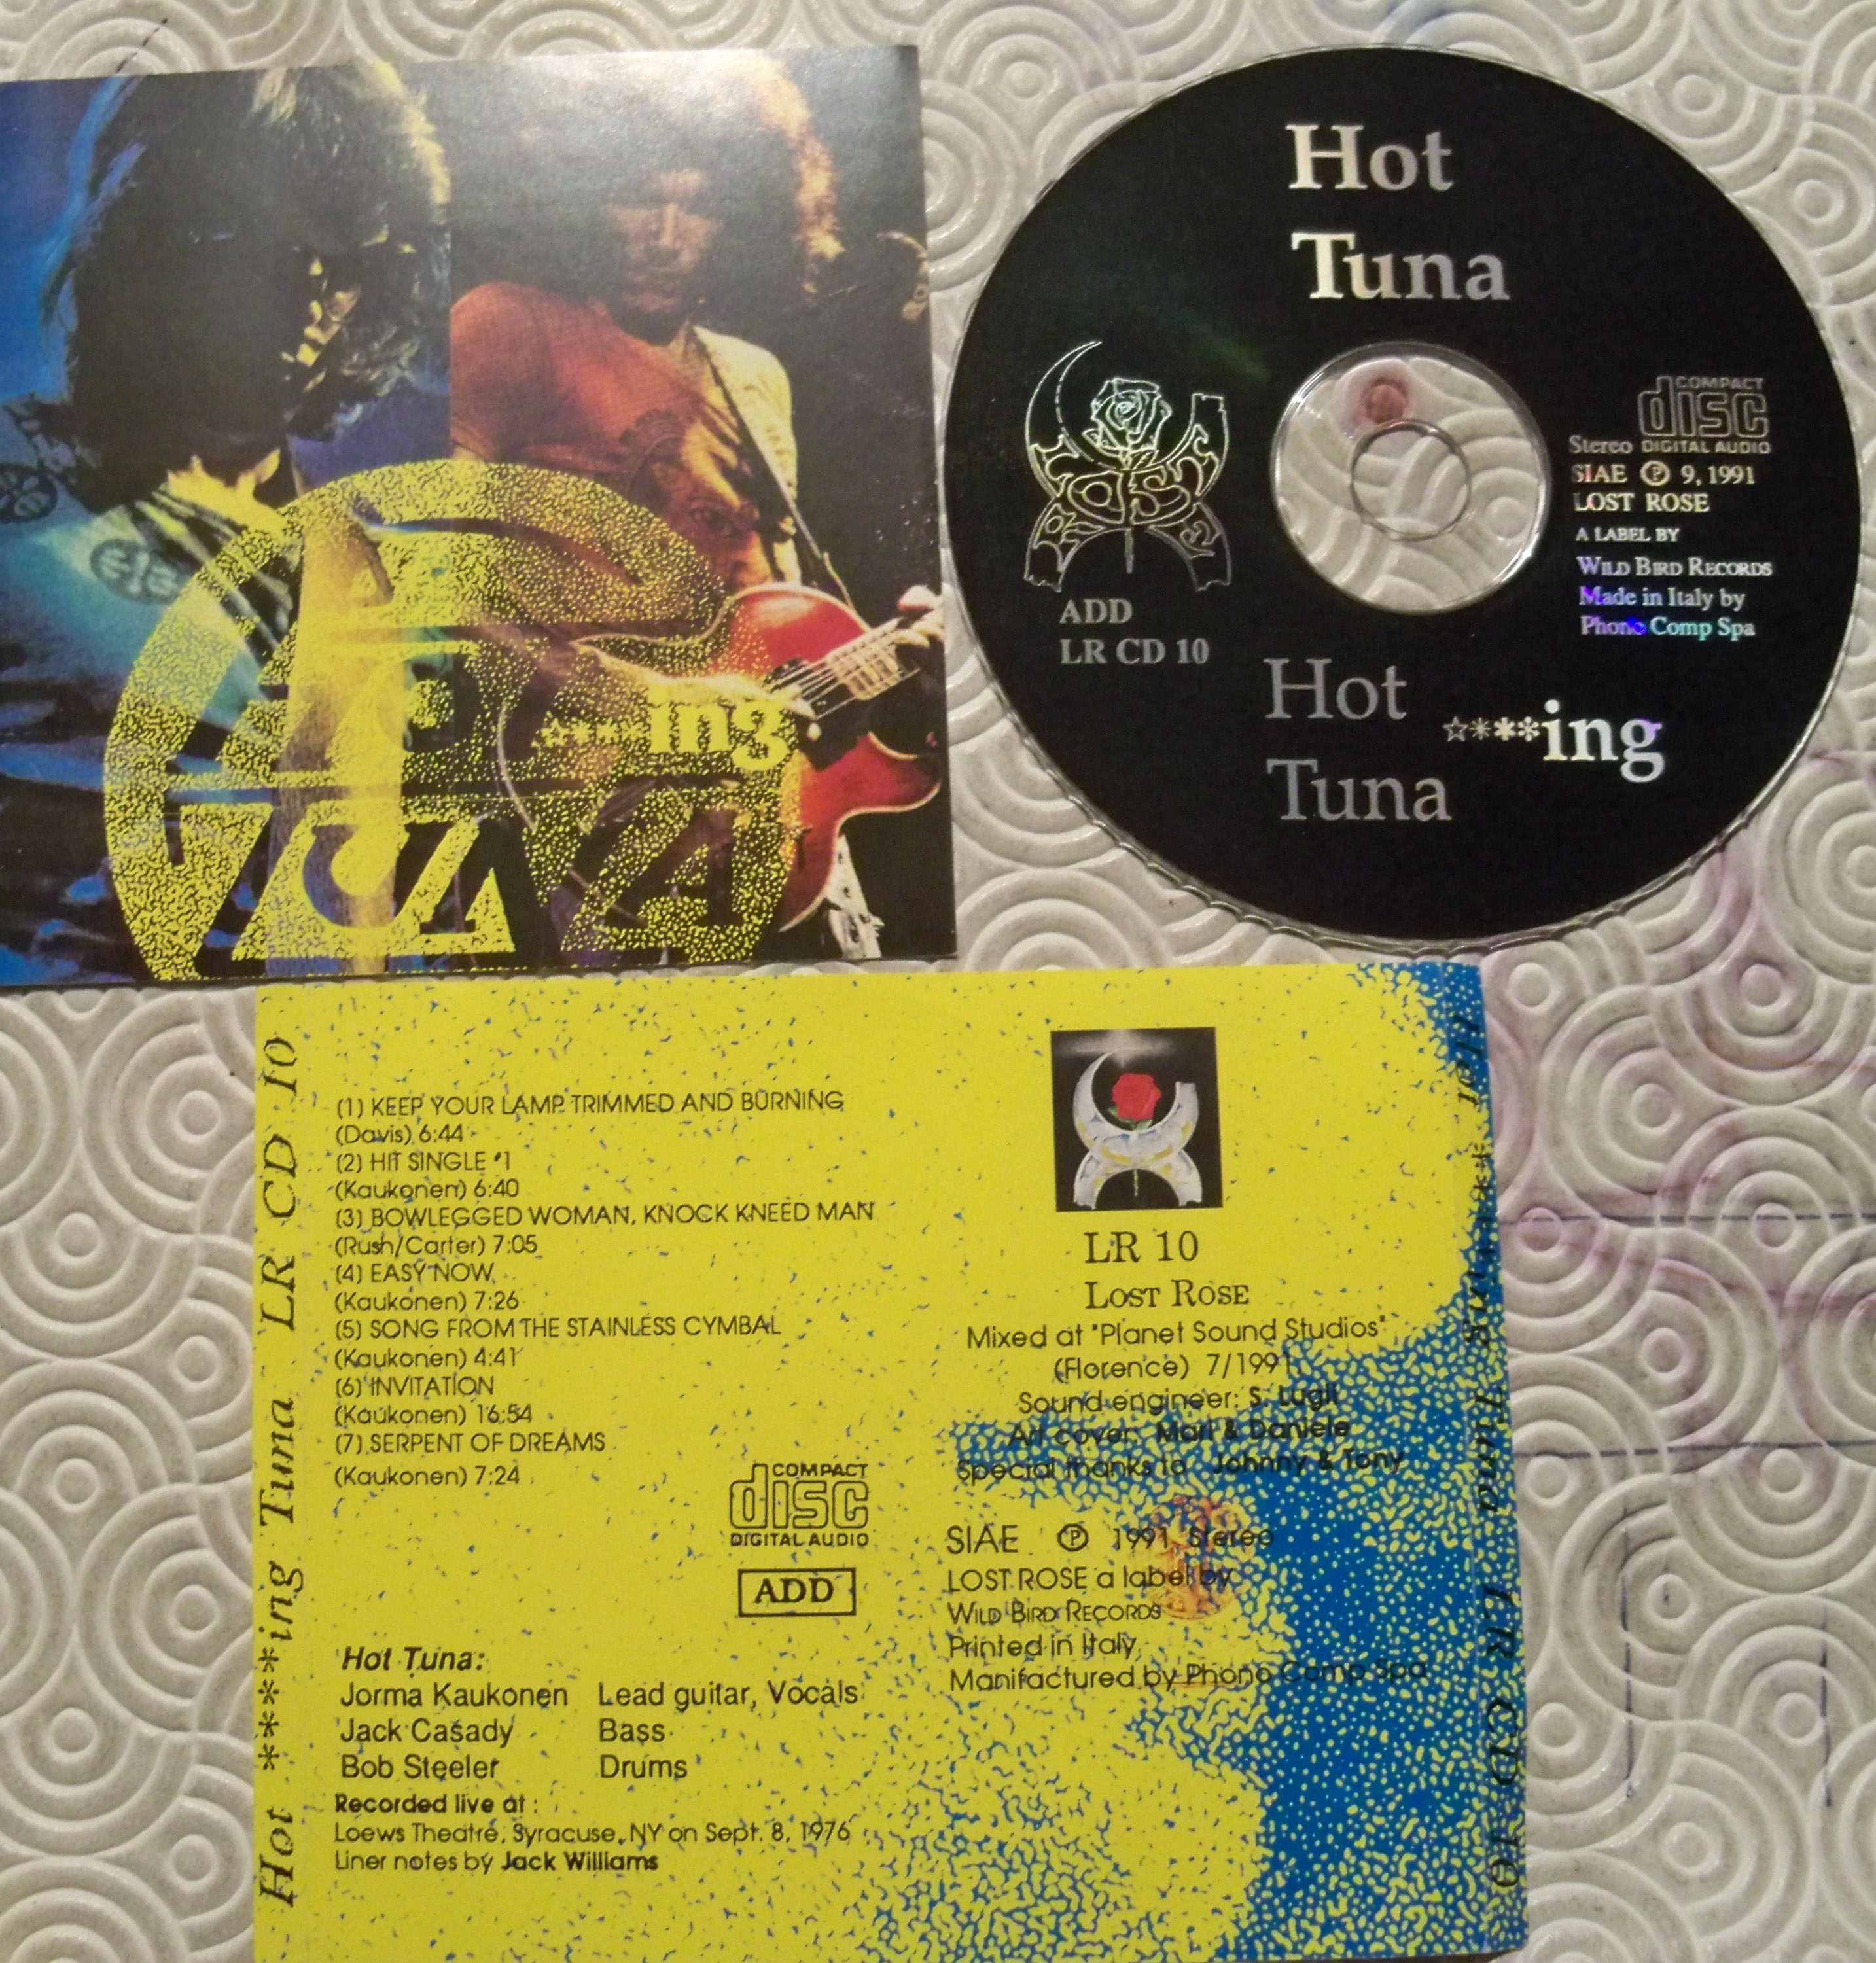 ****ing
Hot
Tuna
COMPACT
disc
DIGITAL AUDIO
Stereo
SIAE Ⓟ 9, 1991
LOST ROSE
A LABEL BY
WILD BIRD RECORDS
Made in Italy by
Phono Comp Spa
ADD
LR CD 10
Hot
☆****ing
Tuna
Hot ****ing Tuna LR CD 10
(1) KEEP YOUR LAMP TRIMMED AND BURNING
(Davis) 6:44
(2) HIT SINGLE #1
(Kaukonen) 6:40
(3) BOWLEGGED WOMAN, KNOCK KNEED MAN
(Rush/Carter) 7:05
(4) EASY NOW
(Kaukonen) 7:26
(5) SONG FROM THE STAINLESS CYMBAL
(Kaukonen) 4:41
(6) INVITATION
(Kaukonen) 16:54
(7) SERPENT OF DREAMS
(Kaukonen) 7:24
COMPACT
disc
DIGITAL AUDIO
ADD
Hot Tuna:
Jorma Kaukonen Lead guitar, Vocals
Jack Casady Bass
Bob Steeler Drums
Recorded live at :
Loews Theatre, Syracuse, NY on Sept. 8, 1976
Liner notes by Jack Williams
LR 10
LOST ROSE
Mixed at "Planet Sound Studios"
(Florence) 7/1991
Sound engineer: S. Lugli
Art cover: Mari & Daniele
Special thanks to Johnny & Tony
SIAE Ⓟ 1991 Stereo
LOST ROSE a label by
WILD BIRD RECORDS
Printed in Italy
Manifactured by Phono Comp Spa
Hot ****ing Tuna LR CD 10